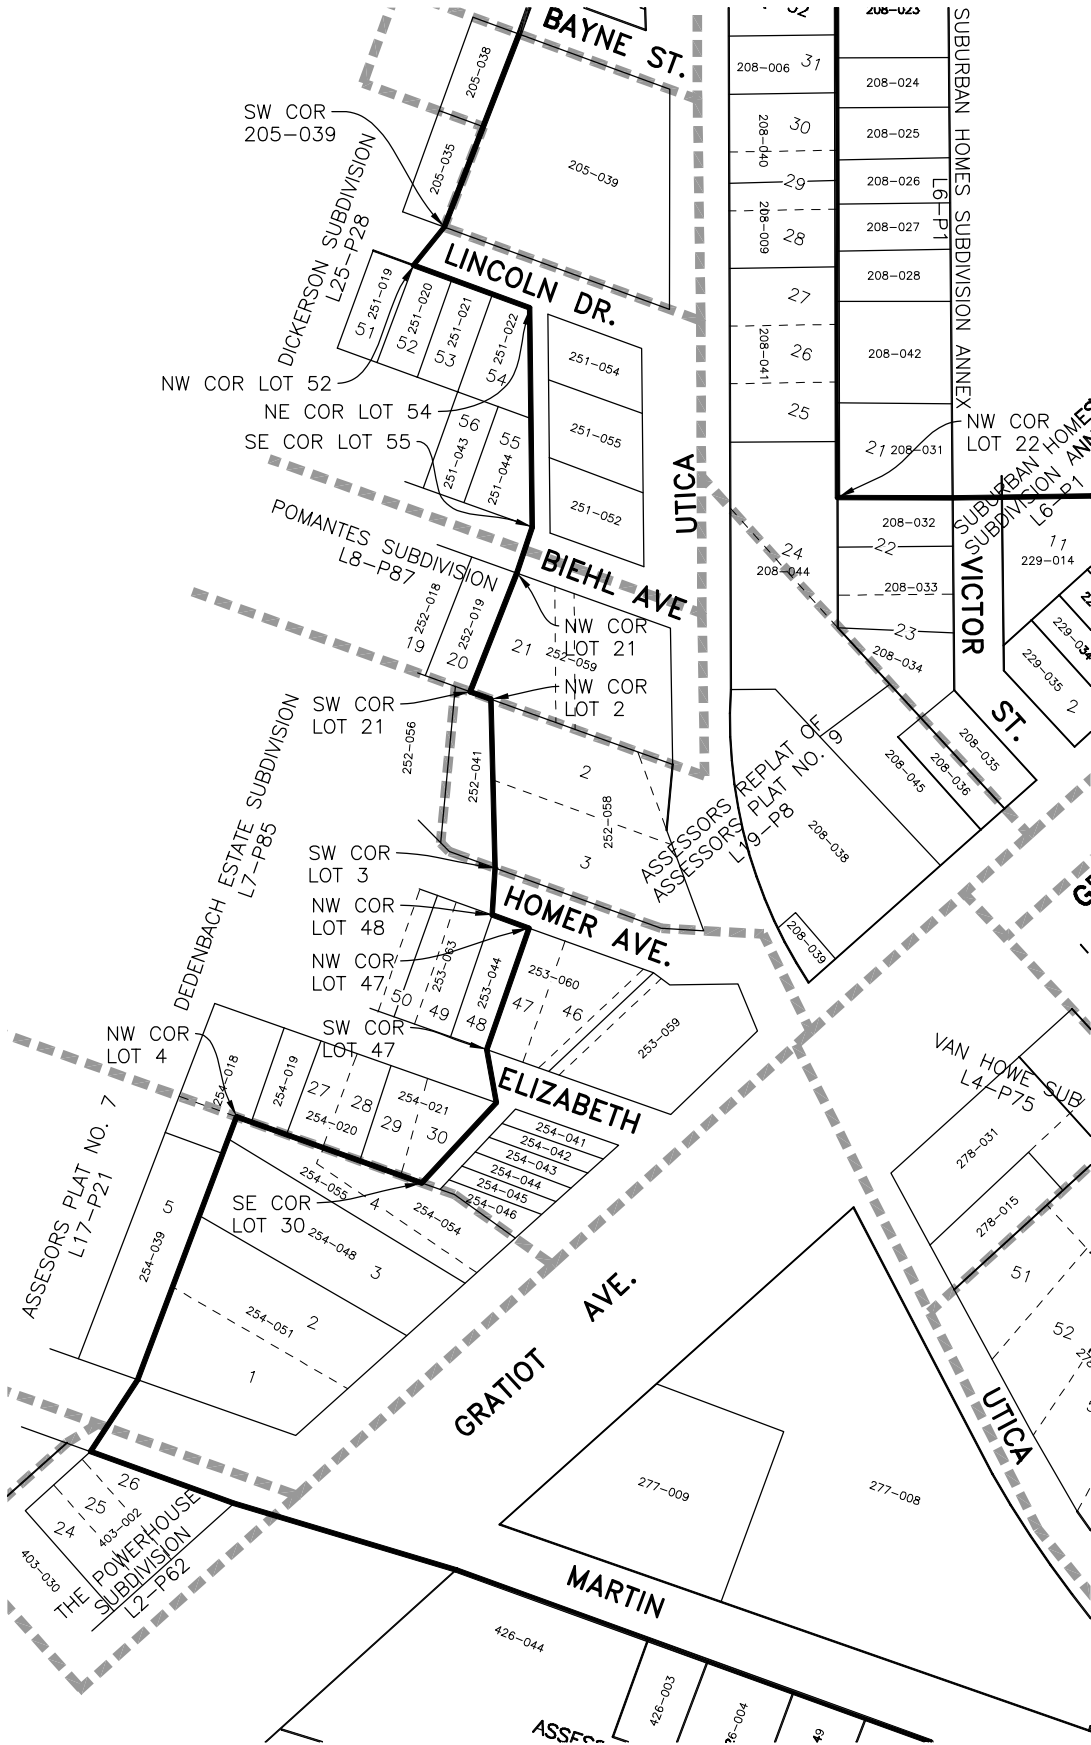 BAYNE ST.
205-038
SW COR
205-039
205-035
205-039
DICKERSON SUBDIVISION
L25-P28
LINCOLN DR.
251-019
251-020
251-021
251-022
51
52
53
54
NW COR LOT 52
NE COR LOT 54
SE COR LOT 55
56
55
251-043
251-044
251-054
251-055
251-052
UTICA
208-023
31
208-006
30
208-040
29
208-009
28
27
208-041
26
25
208-024
208-025
208-026
208-027
208-028
208-042
21
208-031
SUBURBAN HOMES SUBDIVISION ANNEX
L6-P1
NW COR
LOT 22
SUBURBAN HOMES
L6-P1
208-032
22
208-033
23
208-034
24
208-044
VICTOR
ST.
11
229-014
229-034
229-035
2
POMANTES SUBDIVISION
L8-P87
BIEHL AVE
252-018
252-019
19
20
21
252-059
NW COR
LOT 21
NW COR
LOT 2
SW COR
LOT 21
252-056
252-041
2
252-058
3
208-035
208-036
208-045
208-038
208-039
9
ASSESSORS REPLAT OF
ASSESSORS PLAT NO.
L19-P8
DEDENBACH ESTATE SUBDIVISION
L7-P85
SW COR
LOT 3
NW COR
LOT 48
NW COR
LOT 47
HOMER AVE.
253-063
253-044
50
49
48
47
46
253-060
253-059
SW COR
LOT 47
NW COR
LOT 4
254-018
254-019
27
28
254-020
29
254-021
30
ELIZABETH
254-041
254-042
254-043
254-044
254-045
254-046
SE COR
LOT 30
254-055
4
254-054
254-048
3
254-051
2
1
5
254-039
ASSESORS PLAT NO. 7
L17-P21
VAN HOWE SUB
L4-P75
278-031
278-015
51
52
GRATIOT AVE.
UTICA
277-009
277-008
26
25
24
403-002
403-030
THE POWERHOUSE
SUBDIVISION
L2-P62
MARTIN
426-044
426-003